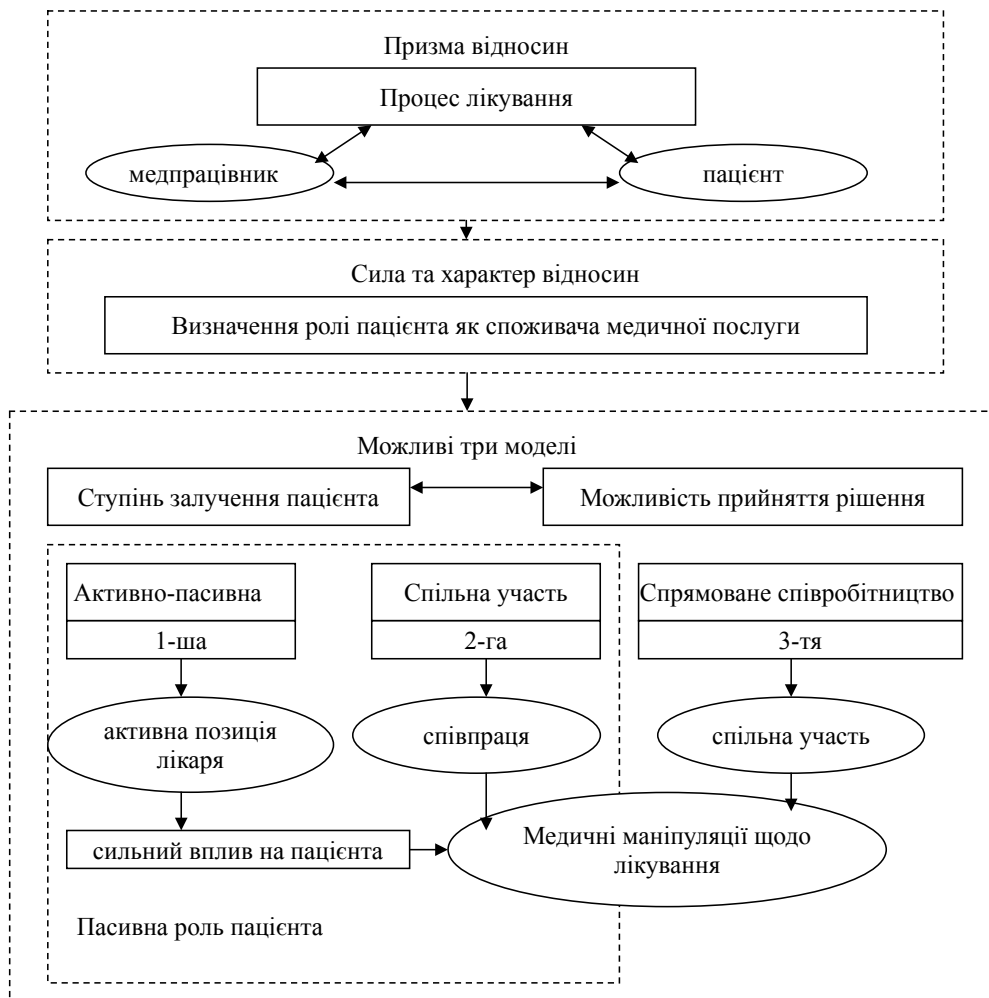 Призма відносин
Процес лікування
медпрацівник
пацієнт
Сила та характер відносин
Визначення ролі пацієнта як споживача медичної послуги
Можливі три моделі
Ступінь залучення пацієнта
Можливість прийняття рішення
Активно-пасивна
1-ша
Спільна участь
2-га
Спрямоване співробітництво
3-тя
активна позиція
лікаря
співпраця
спільна участь
сильний вплив на пацієнта
Медичні маніпуляції щодо
лікування
Пасивна роль пацієнта